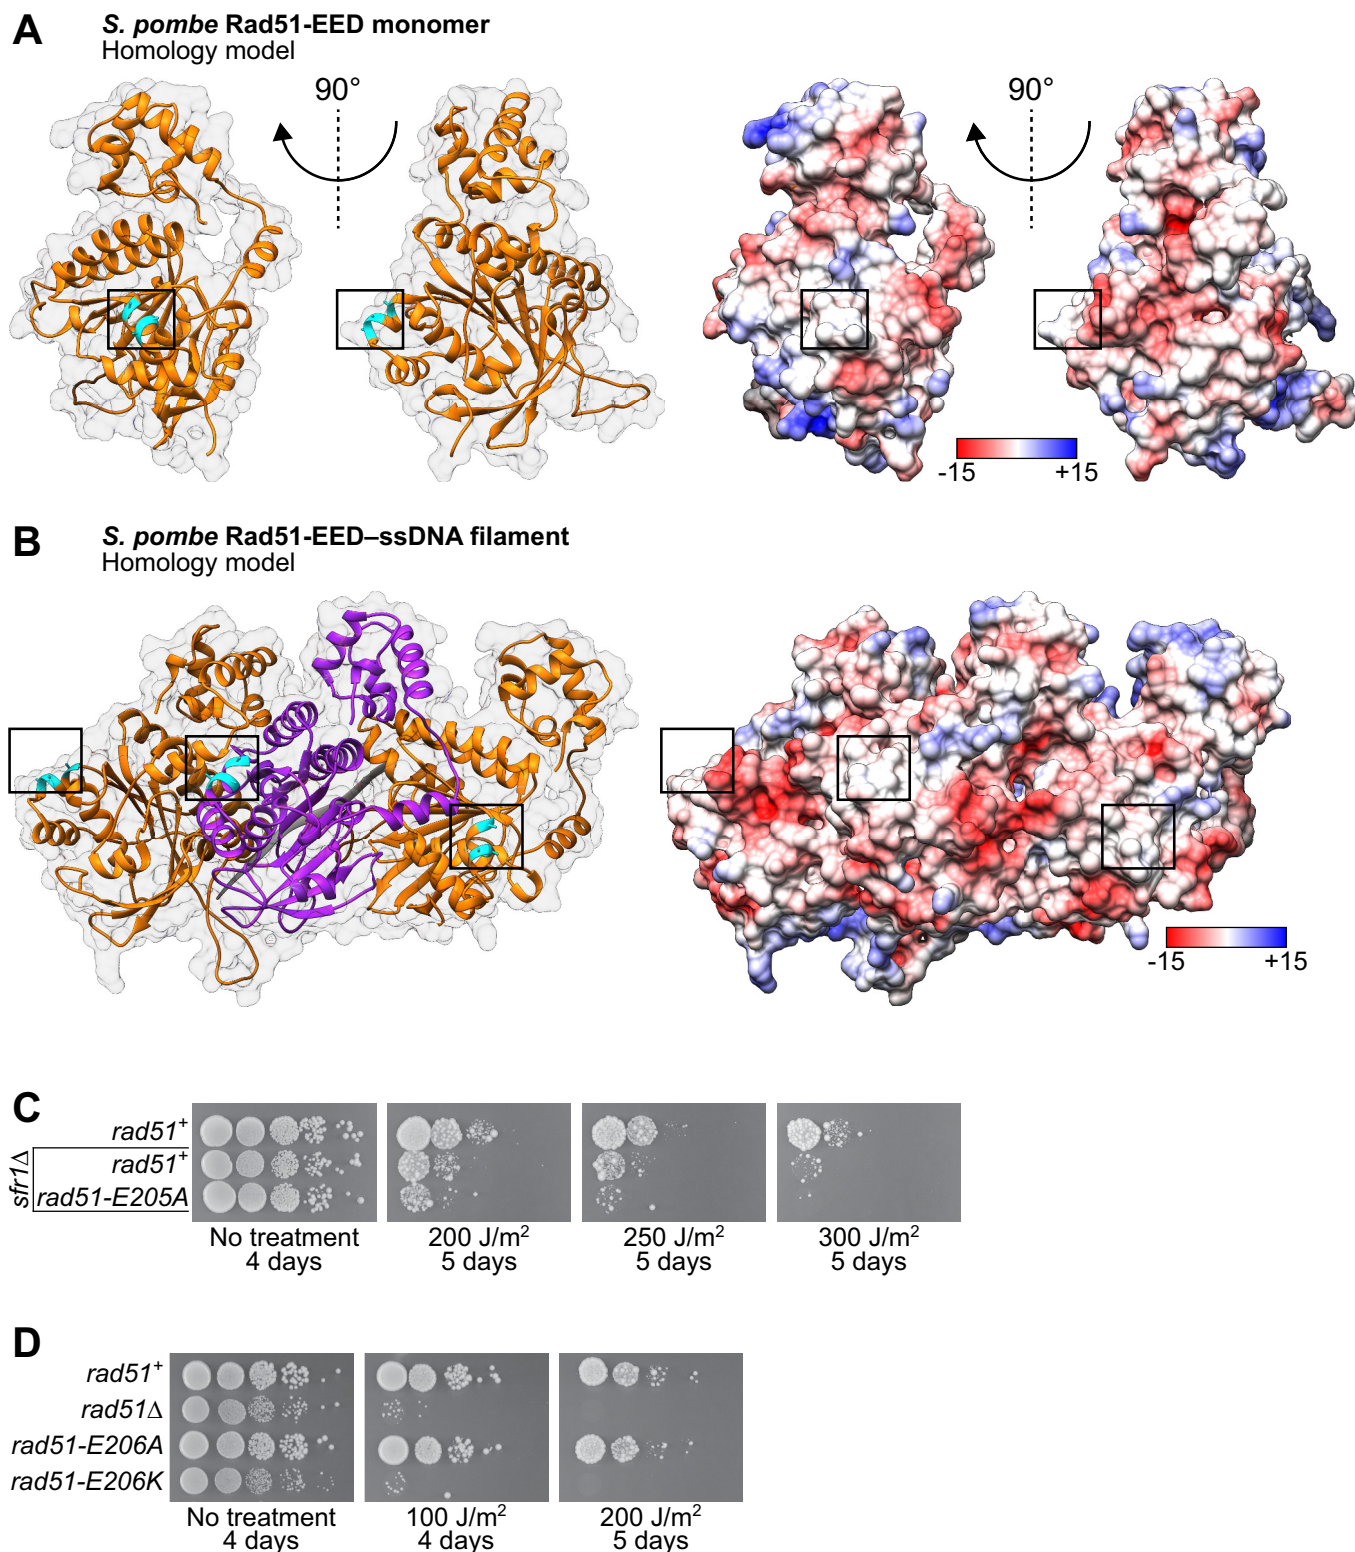 A
S. pombe Rad51-EED monomer
Homology model
90°
90°
-15 +15
B
S. pombe Rad51-EED–ssDNA filament
Homology model
-15 +15
C
rad51+
sfr1Δ
rad51+
rad51-E205A
No treatment
4 days
200 J/m²
5 days
250 J/m²
5 days
300 J/m²
5 days
D
rad51+
rad51Δ
rad51-E206A
rad51-E206K
No treatment
4 days
100 J/m²
4 days
200 J/m²
5 days